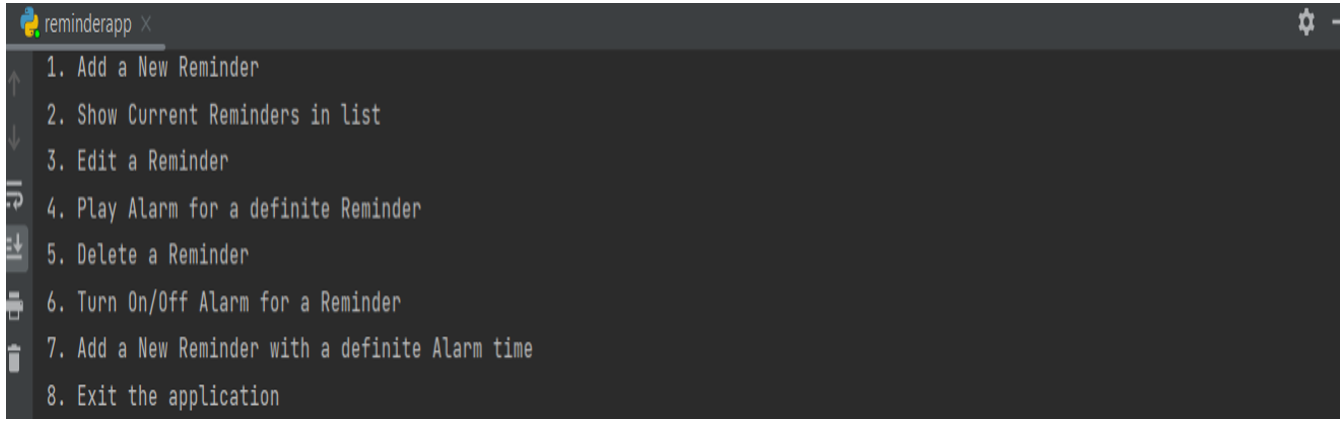 reminderapp
1. Add a New Reminder
2. Show Current Reminders in list
3. Edit a Reminder
4. Play Alarm for a definite Reminder
5. Delete a Reminder
6. Turn On/Off Alarm for a Reminder
7. Add a New Reminder with a definite Alarm time
8. Exit the application